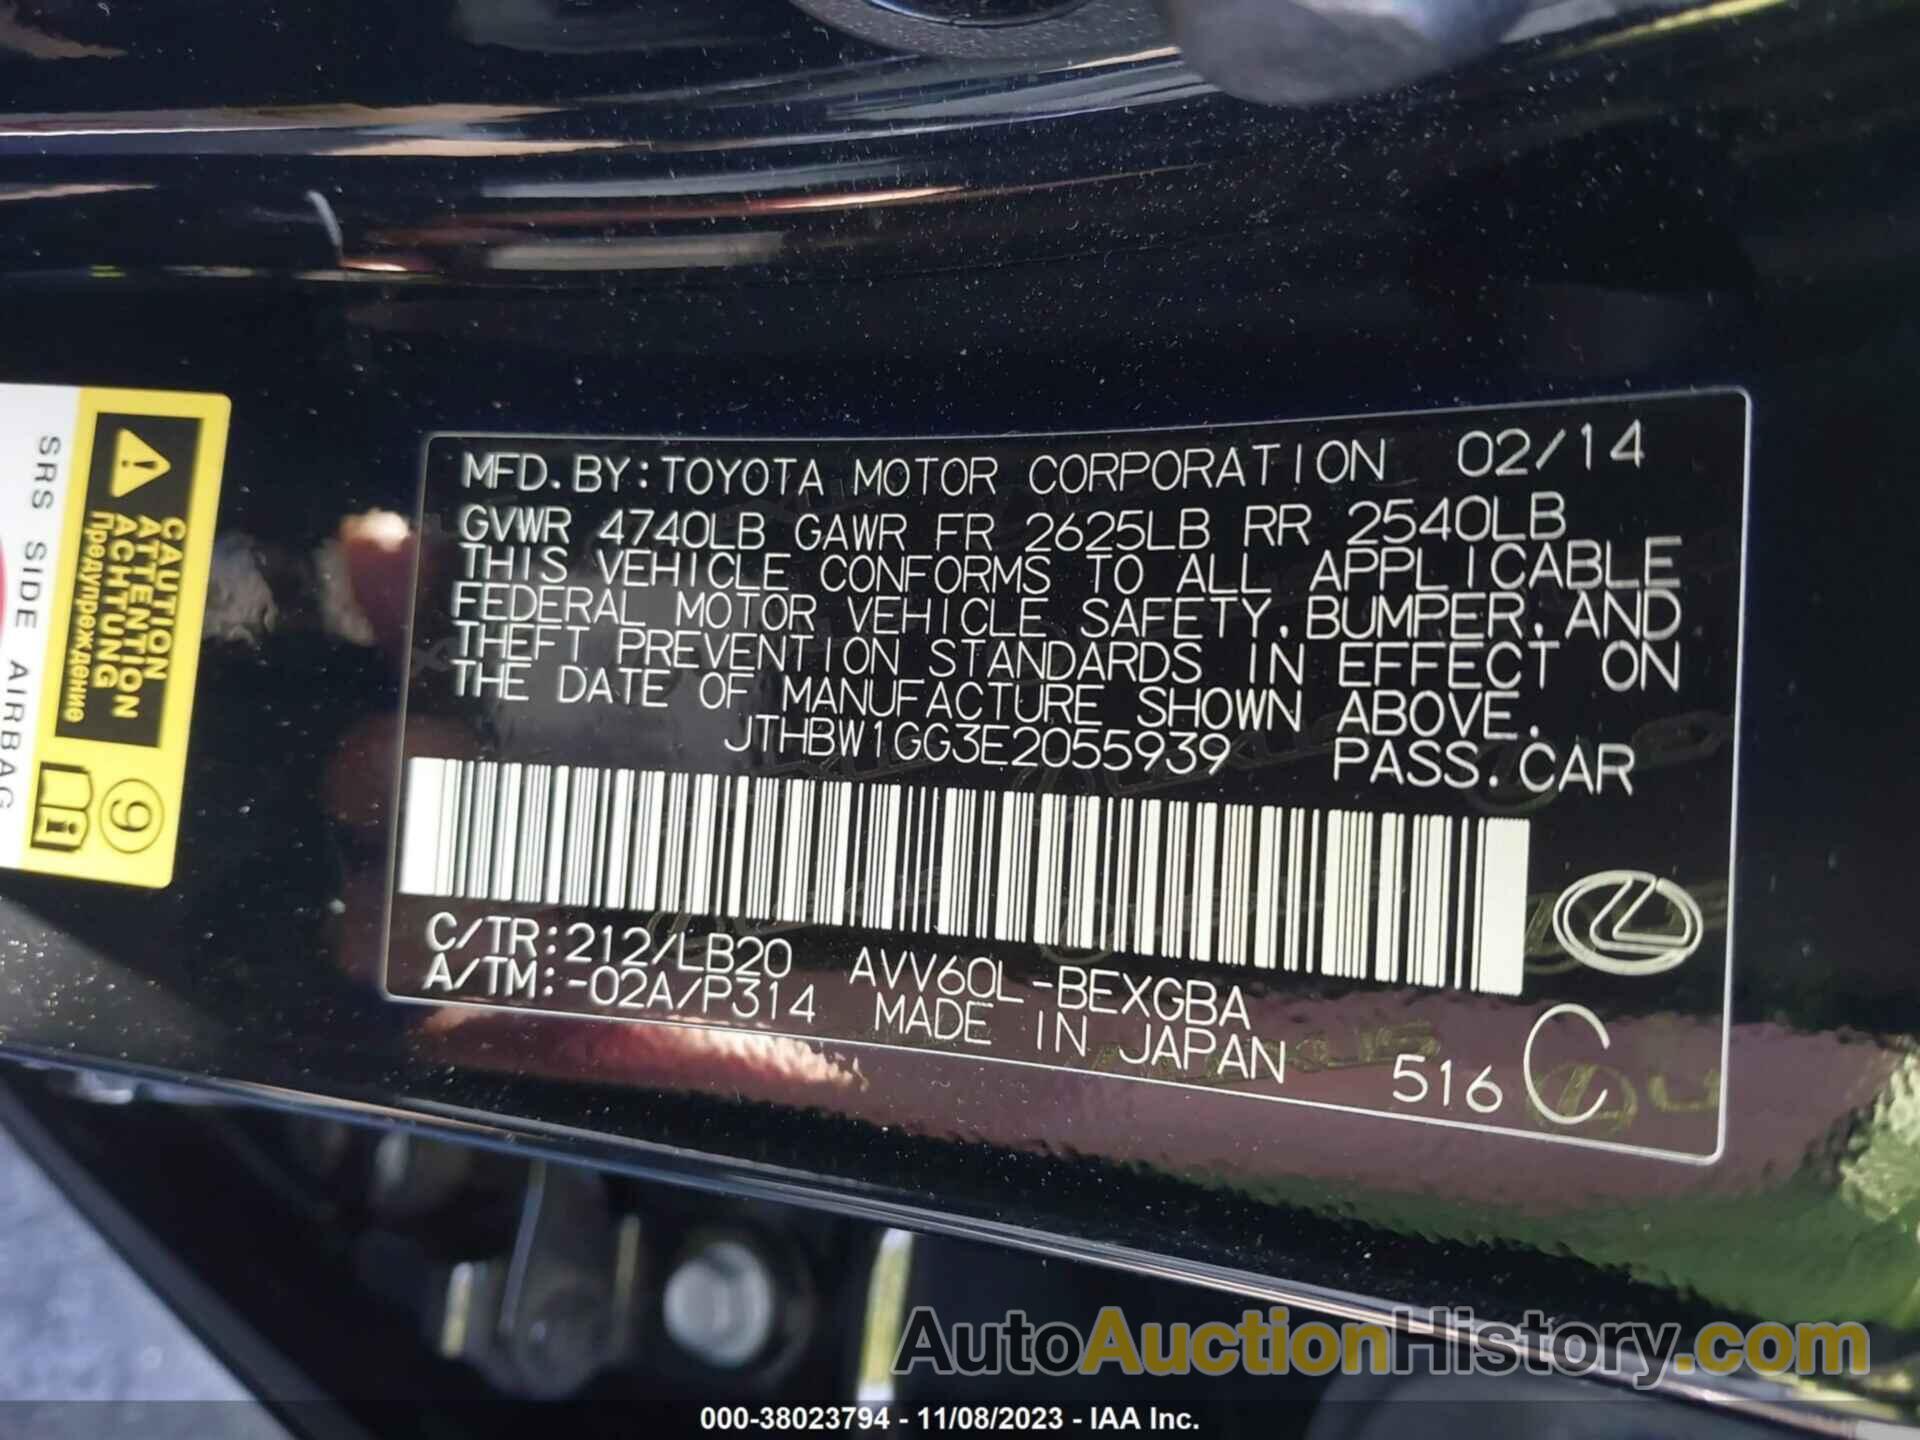 MFD. BY: TOYOTA MOTOR CORPORATION 02/14
GVWR 4740LB GAWR FR 2625LB RR 2540LB
THIS VEHICLE CONFORMS TO ALL APPLICABLE
FEDERAL MOTOR VEHICLE SAFETY, BUMPER, AND
THEFT PREVENTION STANDARDS IN EFFECT ON
THE DATE OF MANUFACTURE SHOWN ABOVE.
JTHBW1GG3E2055939 PASS. CAR
C/TR: 212/LB20 AVV60L-BEXGBA
A/TM: -02A/P314 MADE IN JAPAN
516 C
CAUTION
ATTENTION
ACHTUNG
Предупреждение
SRS SIDE AIRBAG
9
AutoAuctionHistory.com
000-38023794 - 11/08/2023 - IAA Inc.